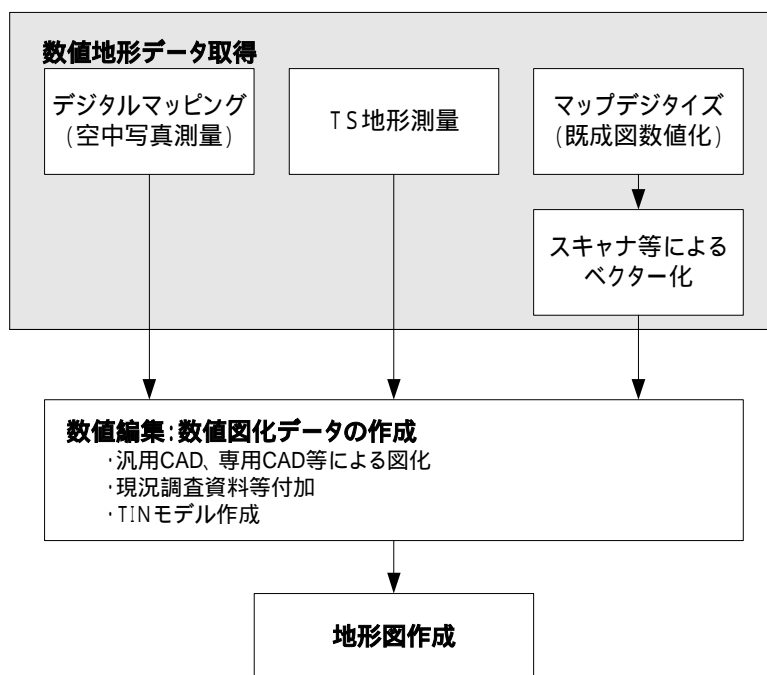 数値地形データ取得
デジタルマッピング
(空中写真測量)
TS地形測量
マップデジタイズ
(既成図数値化)
スキャナ等による
ベクター化
数値編集:数値図化データの作成
・汎用CAD、専用CAD等による図化
・現況調査資料等付加
・TINモデル作成
地形図作成